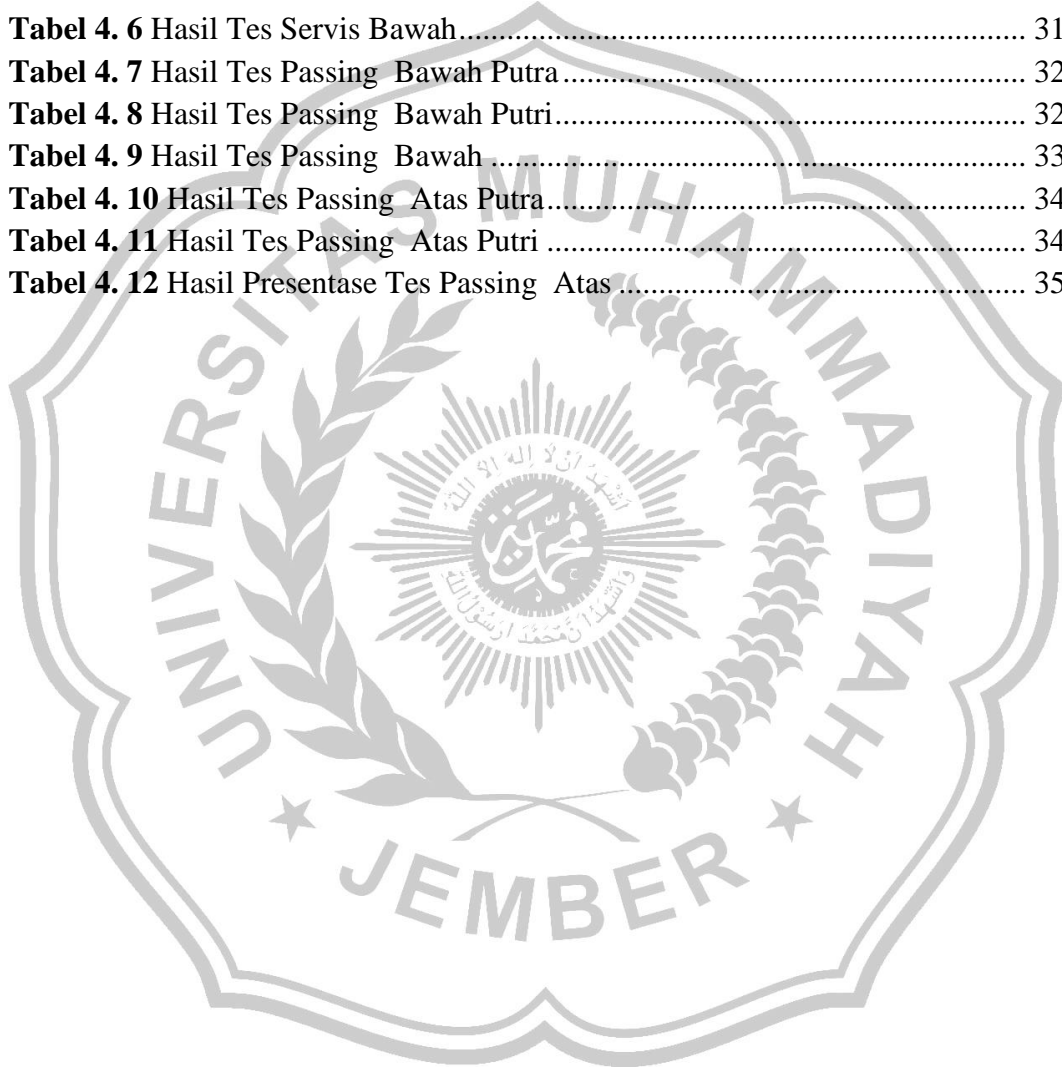 Tabel 4. 6 Hasil Tes Servis Bawah.......................................................................... 31
Tabel 4. 7 Hasil Tes Passing  Bawah Putra............................................................. 32
Tabel 4. 8 Hasil Tes Passing  Bawah Putri.............................................................. 32
Tabel 4. 9 Hasil Tes Passing  Bawah ...................................................................... 33
Tabel 4. 10 Hasil Tes Passing  Atas Putra............................................................... 34
Tabel 4. 11 Hasil Tes Passing  Atas Putri ............................................................... 34
Tabel 4. 12 Hasil Presentase Tes Passing  Atas ..................................................... 35
UNIVERSITAS MUHAMMADIYAH
JEMBER